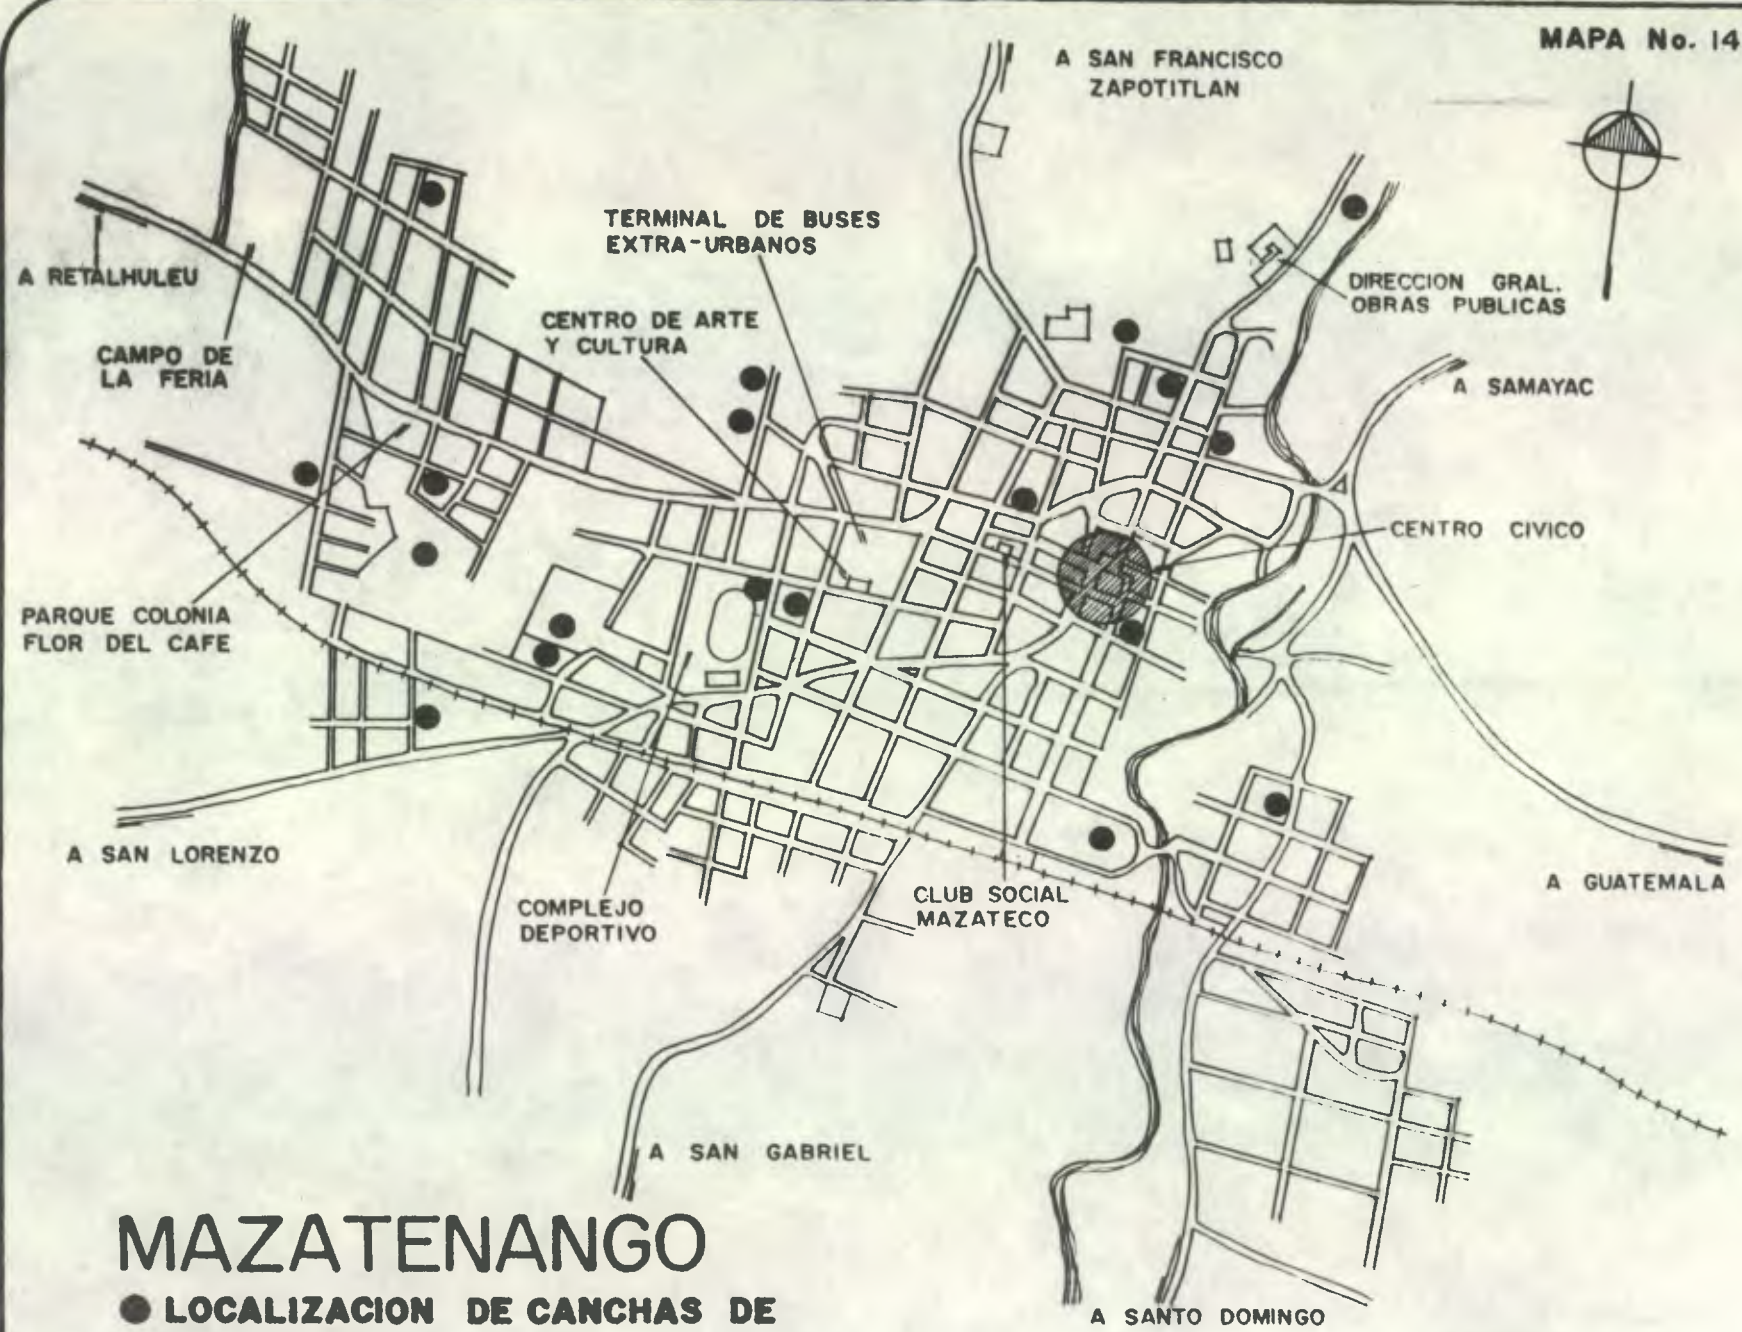 MAPA No. 14
A SAN FRANCISCO
ZAPOTITLAN
TERMINAL DE BUSES
EXTRA-URBANOS
A RETALHULEU
DIRECCION GRAL.
OBRAS PUBLICAS
CENTRO DE ARTE
Y CULTURA
CAMPO DE
LA FERIA
A SAMAYAC
CENTRO CIVICO
PARQUE COLONIA
FLOR DEL CAFE
A SAN LORENZO
COMPLEJO
DEPORTIVO
CLUB SOCIAL
MAZATECO
A GUATEMALA
A SAN GABRIEL
MAZATENANGO
LOCALIZACION DE CANCHAS DE
A SANTO DOMINGO